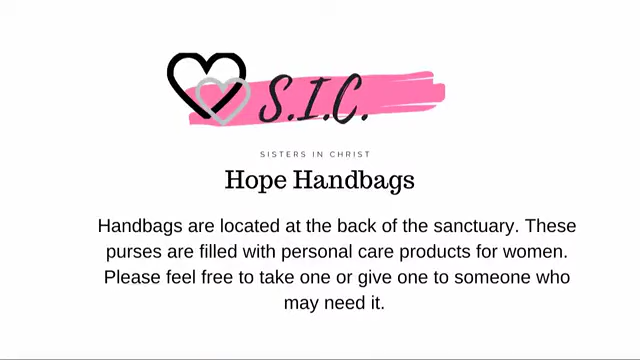 S.I.C.
SISTERS IN CHRIST
Hope Handbags
Handbags are located at the back of the sanctuary. These
purses are filled with personal care products for women.
Please feel free to take one or give one to someone who
may need it.